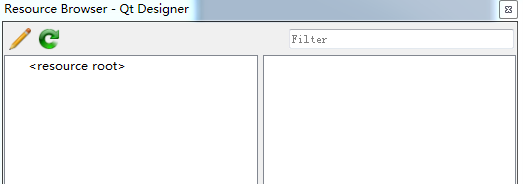 Resource Browser - Qt Designer
Filter
<resource root>